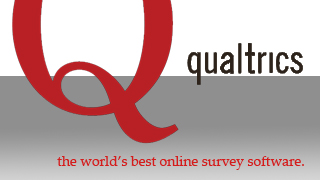 Q
qualtrics
the world's best online survey software.